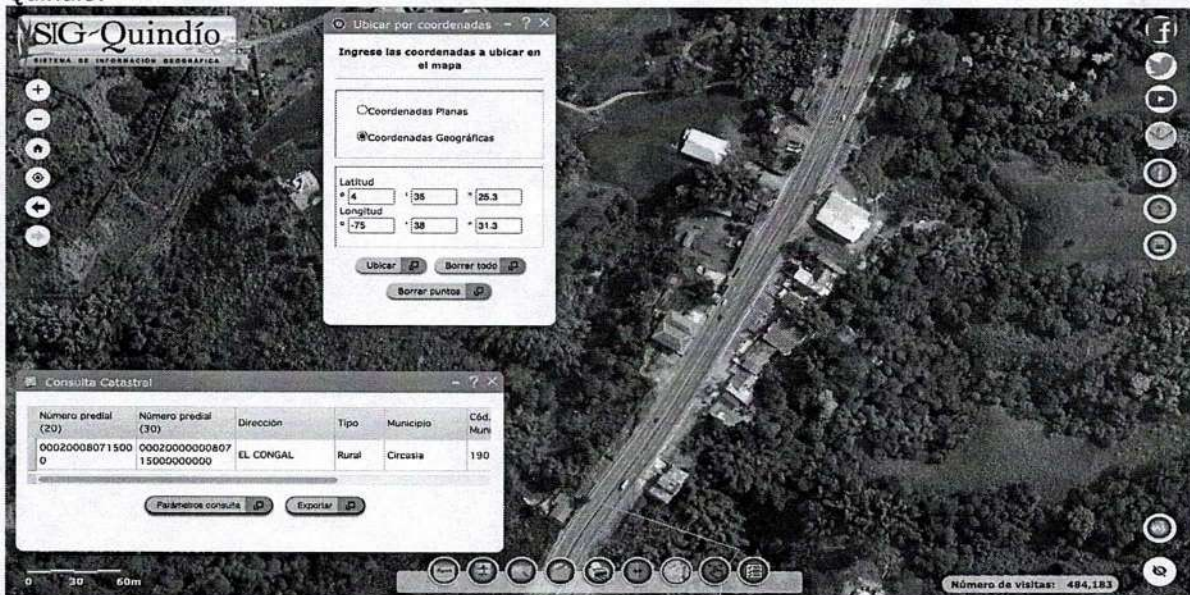 SIG-Quindío
SISTEMA DE INFORMACIÓN GEOGRÁFICA
Ubicar por coordenadas
Ingrese las coordenadas a ubicar en
el mapa
Coordenadas Planas
Coordenadas Geográficas
Latitud
° 4 ' 35 " 25.3
Longitud
° -75 ' 38 " 31.3
Ubicar Borrar todo
Borrar puntos
Consulta Catastral
Número predial (20) Número predial (30) Dirección Tipo Municipio Cód. Muni
00020008071500 0 00020000000807 15000000000 EL CONGAL Rural Circasia 190
Parámetros consulta Exportar
0 30 60m
Número de visitas: 484,183